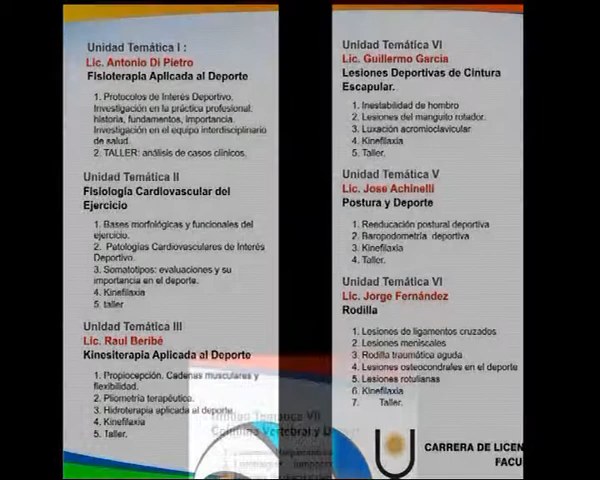 Unidad Temática I :
Lic. Antonio Di Pietro
Fisioterapia Aplicada al Deporte
1. Protocolos de Interés Deportivo.
Investigación en la práctica profesional.
historia, fundamentos, importancia.
Investigación en el equipo interdisciplinario
de salud.
2. TALLER: análisis de casos clínicos.
Unidad Temática II
Fisiología Cardiovascular del
Ejercicio
1. Bases morfológicas y funcionales del
ejercicio.
2. Patologías Cardiovasculares de Interés
Deportivo.
3. Somatotipos: evaluaciones y su
importancia en el deporte.
4. Kinefilaxia
5. taller
Unidad Temática III
Lic. Raul Beribé
Kinesiterapia Aplicada al Deporte
1. Propiocepción. Cadenas musculares y
flexibilidad.
2. Pliometría terapéutica.
3. Hidroterapia aplicada al deporte.
4. Kinefilaxia
5. Taller.
Unidad Temática VII
Columna Vertebral y
Unidad Temática VI
Lic. Guillermo García
Lesiones Deportivas de Cintura
Escapular.
1. Inestabilidad de hombro
2. Lesiones del manguito rotador.
3. Luxación acromioclavicular
4. Kinefilaxia
5. Taller.
Unidad Temática V
Lic. Jose Achinelli
Postura y Deporte
1. Reeducación postural deportiva
2. Baropodometría deportiva
3. Kinefilaxia
4. Taller.
Unidad Temática VI
Lic. Jorge Fernández
Rodilla
1. Lesiones de ligamentos cruzados
2. Lesiones meniscales
3. Rodilla traumática aguda
4. Lesiones osteocondrales en el deporte
5. Lesiones rotulianas
6. Kinefilaxia
7. Taller.
CARRERA DE LICEN
FACU